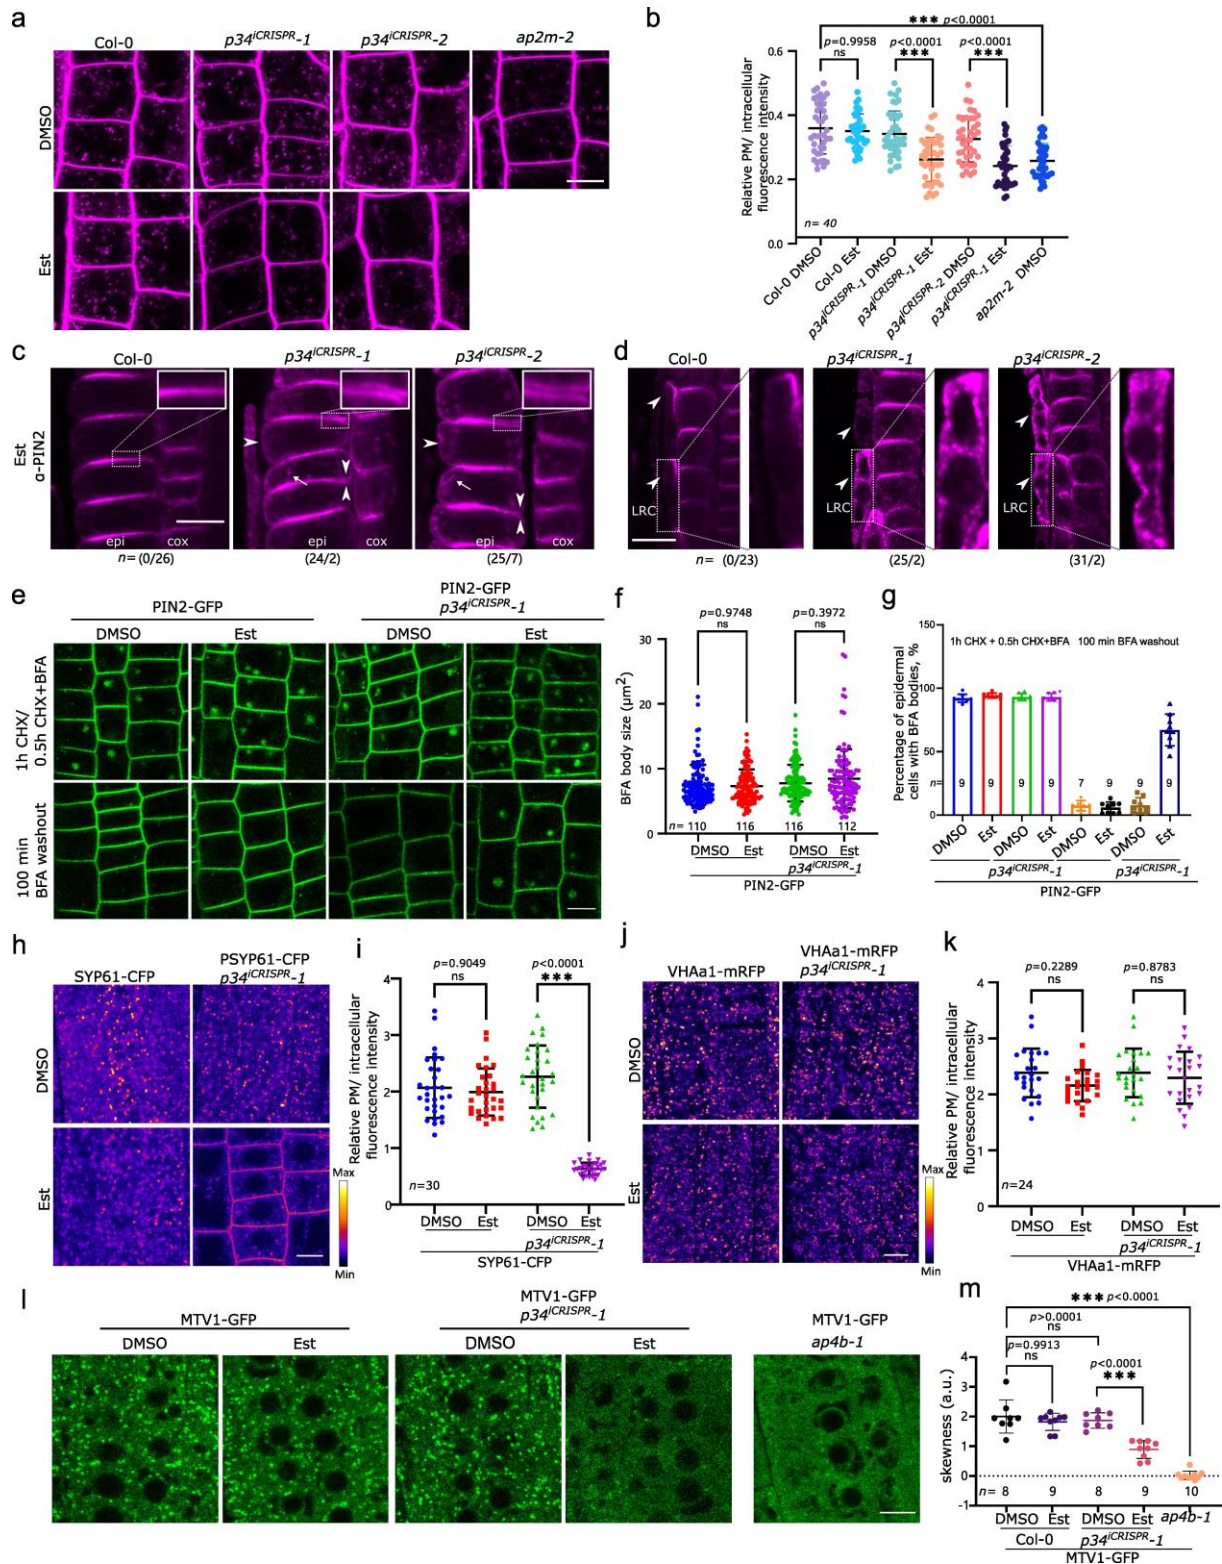 a
Col-0 p34iCRISPR-1 p34iCRISPR-2 ap2m-2
DMSO
Est
b
*** p<0.0001
p=0.9958 p<0.0001 p<0.0001
ns *** ***
Relative PM/ intracellular
fluorescence intensity
0.6
0.4
0.2
0.0
n= 40
Col-0 DMSO
Col-0 Est
p34iCRISPR-1 DMSO
p34iCRISPR-1 Est
p34iCRISPR-2 DMSO
p34iCRISPR-1 Est
ap2m-2 DMSO
c
Col-0 p34iCRISPR-1 p34iCRISPR-2
Est
α-PIN2
epi cox epi cox epi cox
n= (0/26) (24/2) (25/7)
d
Col-0 p34iCRISPR-1 p34iCRISPR-2
LRC LRC LRC
n= (0/23) (25/2) (31/2)
e
PIN2-GFP
PIN2-GFP
p34iCRISPR-1
DMSO Est DMSO Est
1h CHX/
0.5h CHX+BFA
100 min
BFA washout
f
p=0.9748 p=0.3972
ns ns
BFA body size (μm2)
30
20
10
0
n= 110 116 116 112
DMSO Est DMSO Est
p34iCRISPR-1
PIN2-GFP
g
Percentage of epidermal
cells with BFA bodies, %
150
100
50
0
1h CHX + 0.5h CHX+BFA 100 min BFA washout
n= 9 9 9 9 7 9 9 9
DMSO Est DMSO Est DMSO Est DMSO Est
p34iCRISPR-1 p34iCRISPR-1
PIN2-GFP
h
SYP61-CFP
PSYP61-CFP
p34iCRISPR-1
DMSO
Est
Max
Min
i
p=0.9049 p<0.0001
ns ***
Relative PM/ intracellular
fluorescence intensity
4
3
2
1
0
n=30
DMSO Est DMSO Est
p34iCRISPR-1
SYP61-CFP
j
VHAa1-mRFP
VHAa1-mRFP
p34iCRISPR-1
DMSO
Est
Max
Min
k
p=0.2289 p=0.8783
ns ns
Relative PM/ intracellular
fluorescence intensity
4
3
2
1
0
n=24
DMSO Est DMSO Est
p34iCRISPR-1
VHAa1-mRFP
l
MTV1-GFP
MTV1-GFP
p34iCRISPR-1
MTV1-GFP
ap4b-1
DMSO Est DMSO Est
m
*** p<0.0001
p>0.0001
ns
p=0.9913 p<0.0001
ns ***
skewness (a.u.)
4
3
2
1
0
-1
n= 8 9 8 9 10
DMSO Est DMSO Est ap4b-1
Col-0 p34iCRISPR-1
MTV1-GFP